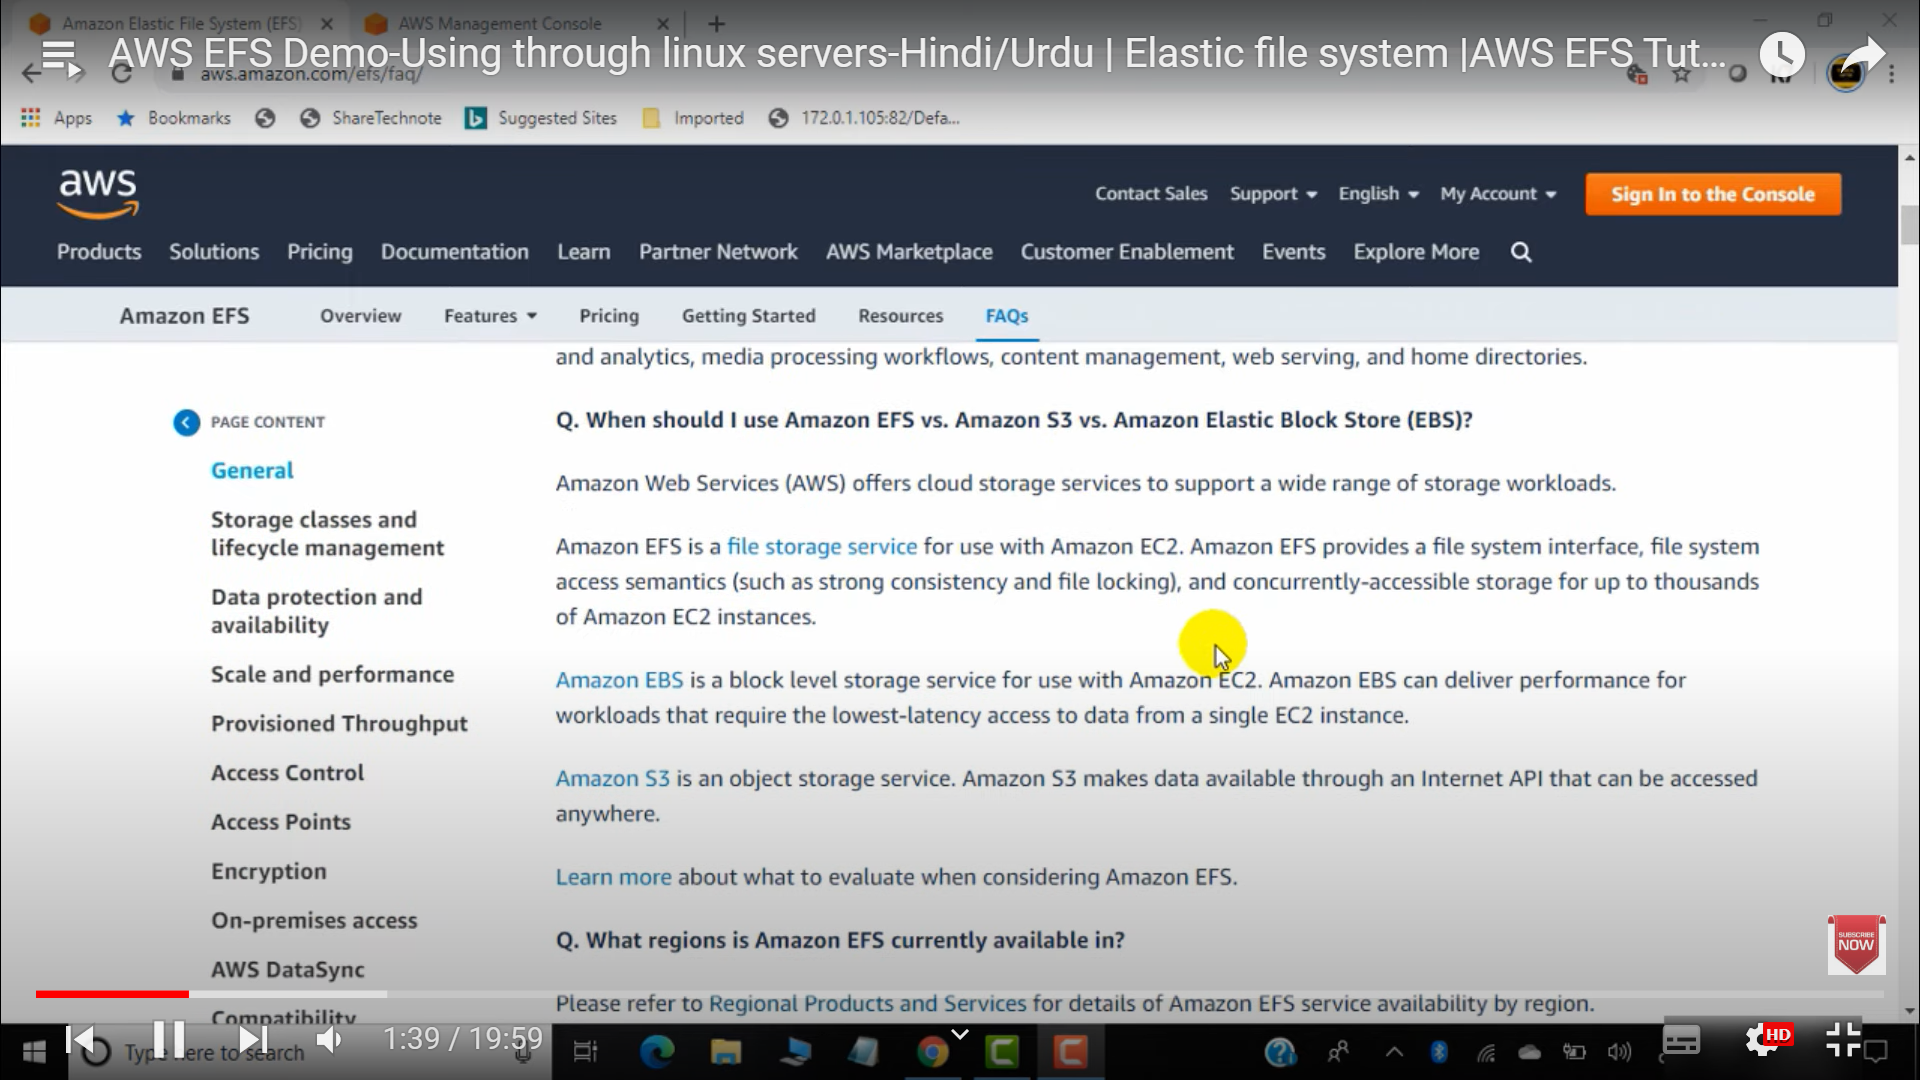 Amazon Elastic File System (EFS)
AWS Management Console
AWS EFS Demo-Using through linux servers-Hindi/Urdu | Elastic file system |AWS EFS Tut...
aws.amazon.com/efs/faq/
Apps
Bookmarks
ShareTechnote
Suggested Sites
Imported
172.0.1.105:82/Defa...
aws
Contact Sales
Support
English
My Account
Sign In to the Console
Products
Solutions
Pricing
Documentation
Learn
Partner Network
AWS Marketplace
Customer Enablement
Events
Explore More
Amazon EFS
Overview
Features
Pricing
Getting Started
Resources
FAQs
PAGE CONTENT
General
Storage classes and
lifecycle management
Data protection and
availability
Scale and performance
Provisioned Throughput
Access Control
Access Points
Encryption
On-premises access
AWS DataSync
Compatibility
and analytics, media processing workflows, content management, web serving, and home directories.
Q. When should I use Amazon EFS vs. Amazon S3 vs. Amazon Elastic Block Store (EBS)?
Amazon Web Services (AWS) offers cloud storage services to support a wide range of storage workloads.
Amazon EFS is a file storage service for use with Amazon EC2. Amazon EFS provides a file system interface, file system
access semantics (such as strong consistency and file locking), and concurrently-accessible storage for up to thousands
of Amazon EC2 instances.
Amazon EBS is a block level storage service for use with Amazon EC2. Amazon EBS can deliver performance for
workloads that require the lowest-latency access to data from a single EC2 instance.
Amazon S3 is an object storage service. Amazon S3 makes data available through an Internet API that can be accessed
anywhere.
Learn more about what to evaluate when considering Amazon EFS.
Q. What regions is Amazon EFS currently available in?
Please refer to Regional Products and Services for details of Amazon EFS service availability by region.
SUBSCRIBE
NOW
Type here to search
1:39 / 19:59
HD